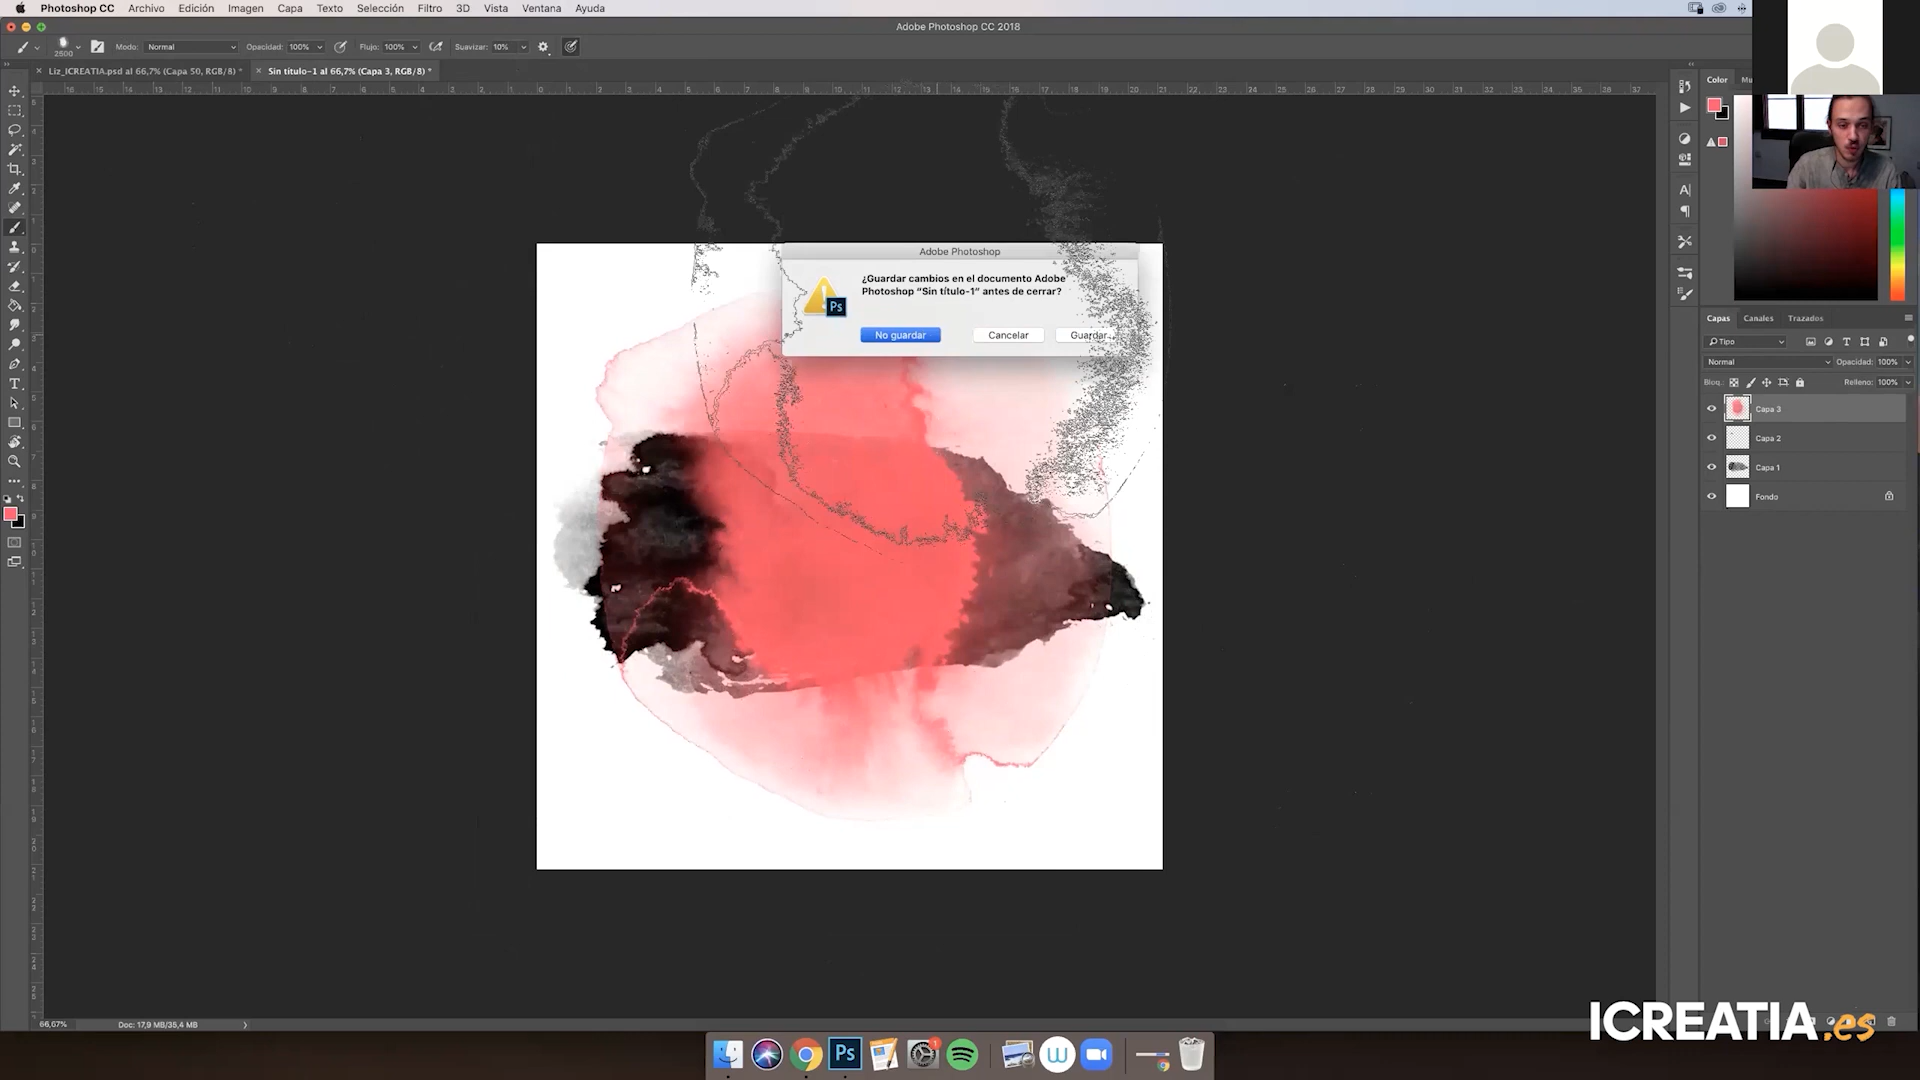 Photoshop CC Archivo Edición Imagen Capa Texto Selección Filtro 3D Vista Ventana Ayuda
Adobe Photoshop CC 2018
2500 Modo: Normal Opacidad: 100% Flujo: 100% Suavizar: 10%
Liz_ICREATIA.psd al 66,7% (Capa 50, RGB/8) *
Sin título-1 al 66,7% (Capa 3, RGB/8) *
Color
Adobe Photoshop
¿Guardar cambios en el documento Adobe
Photoshop “Sin título-1” antes de cerrar?
No guardar Cancelar Guardar...
Ps
Capas Canales Trazados
Tipo
Normal Opacidad: 100%
Bloq.: Relleno: 100%
Capa 3
Capa 2
Capa 1
Fondo
66,67% Doc: 17,9 MB/35,4 MB
ICREATIA.es
Ps
1
W